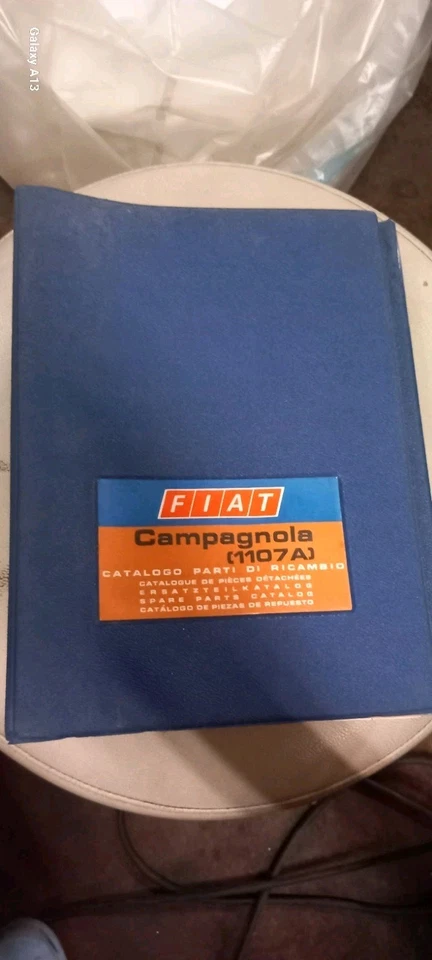 Galaxy A13
FIAT
Campagnola
(1107A)
CATALOGO PARTI DI RICAMBIO
CATALOGUE DE PIÈCES DÉTACHÉES
ERSATZTEILKATALOG
SPARE PARTS CATALOG
CATÁLOGO DE PIEZAS DE REPUESTO